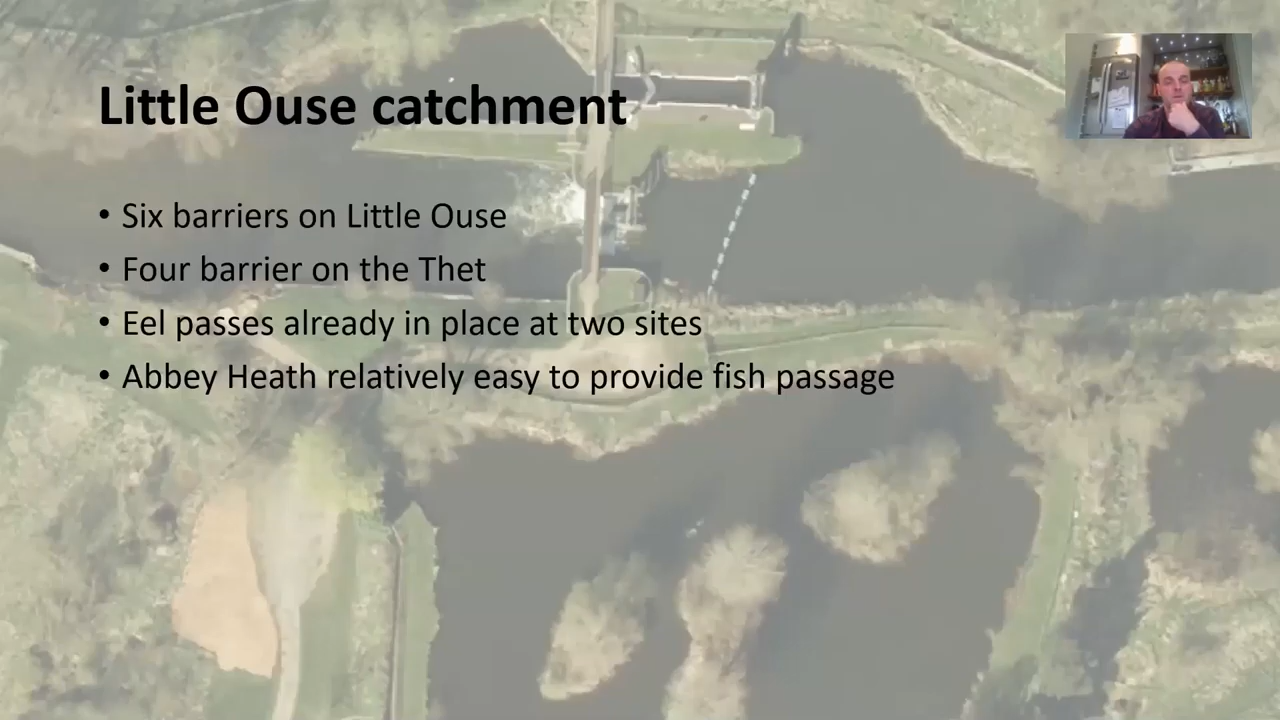 Little Ouse catchment
• Six barriers on Little Ouse
• Four barrier on the Thet
• Eel passes already in place at two sites
• Abbey Heath relatively easy to provide fish passage